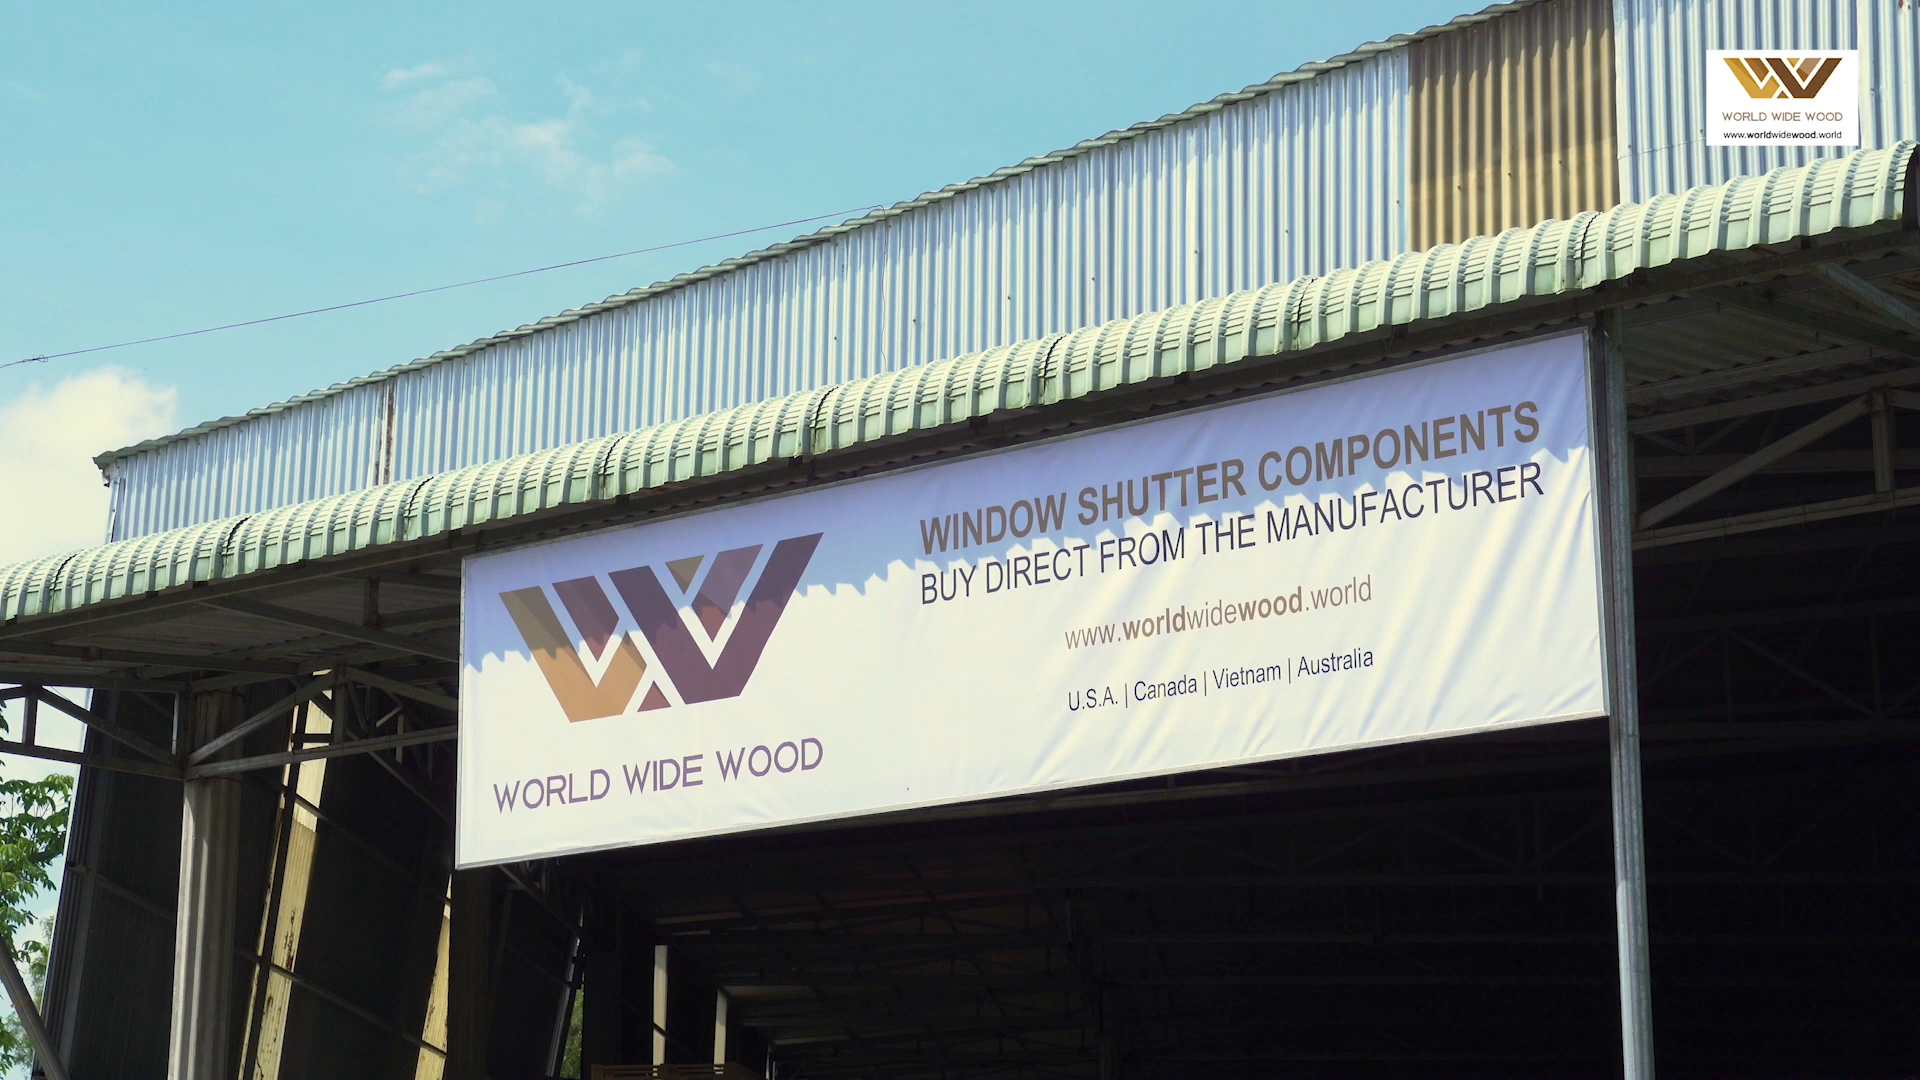 WORLD WIDE WOOD
www.worldwidewood.world
WINDOW SHUTTER COMPONENTS
BUY DIRECT FROM THE MANUFACTURER
www.worldwidewood.world
U.S.A. | Canada | Vietnam | Australia
WORLD WIDE WOOD